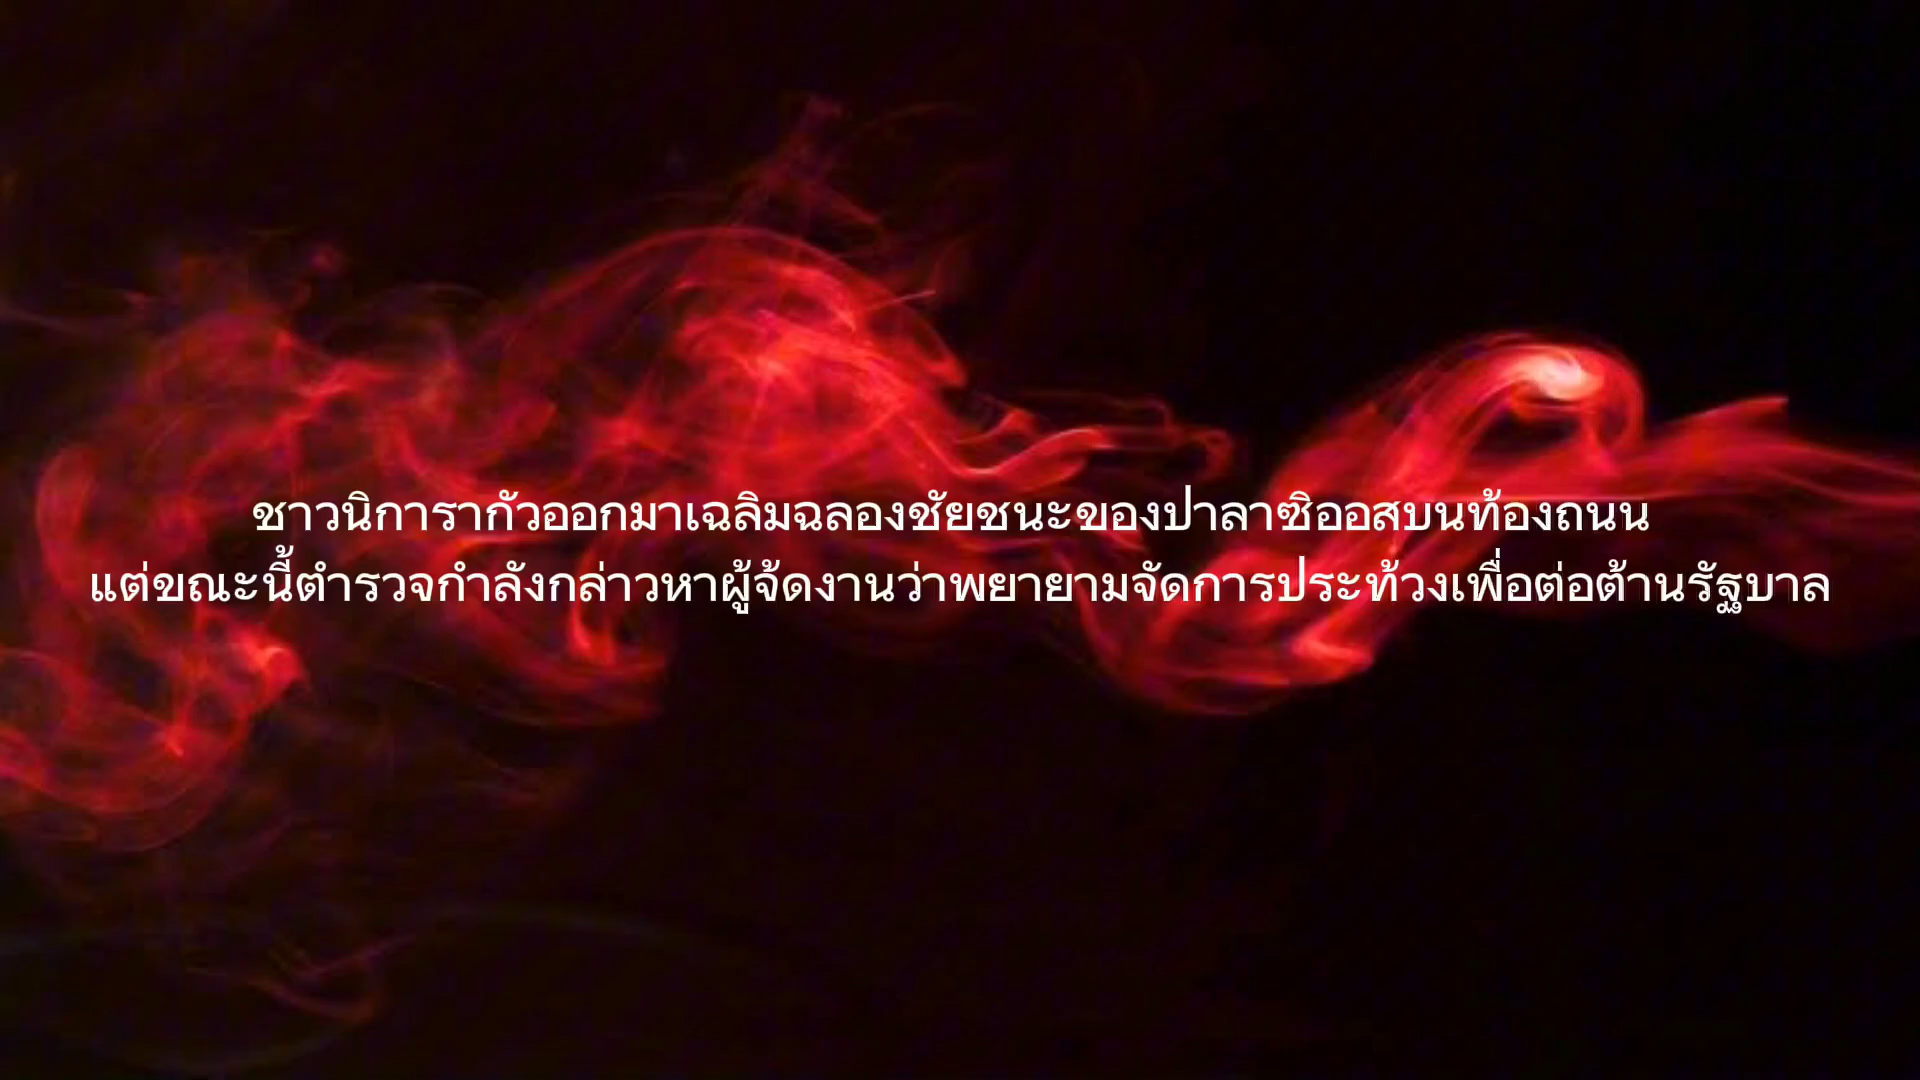 ชาวนิการากัวออกมาเฉลิมฉลองชัยชนะของปาลาซิออสบนท้องถนน
แต่ขณะนี้ตำรวจกำลังกล่าวหาผู้จัดงานว่าพยายามจัดการประท้วงเพื่อต่อต้านรัฐบาล